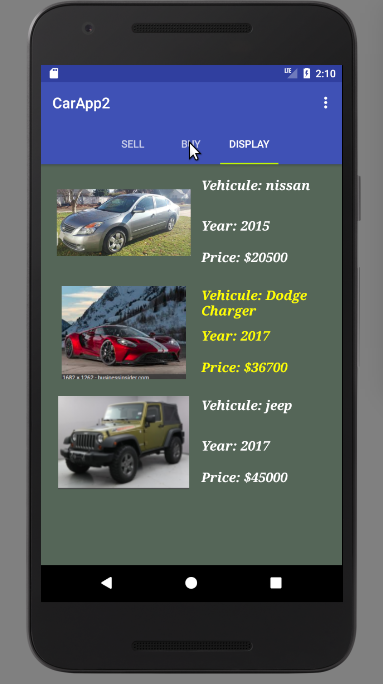 LTE 2:10
CarApp2
SELL BUY DISPLAY
Vehicule: nissan
Year: 2015
Price: $20500
Vehicule: Dodge
Charger
Year: 2017
Price: $36700
1682 × 1262 - businessinsider.com
Vehicule: jeep
Year: 2017
Price: $45000